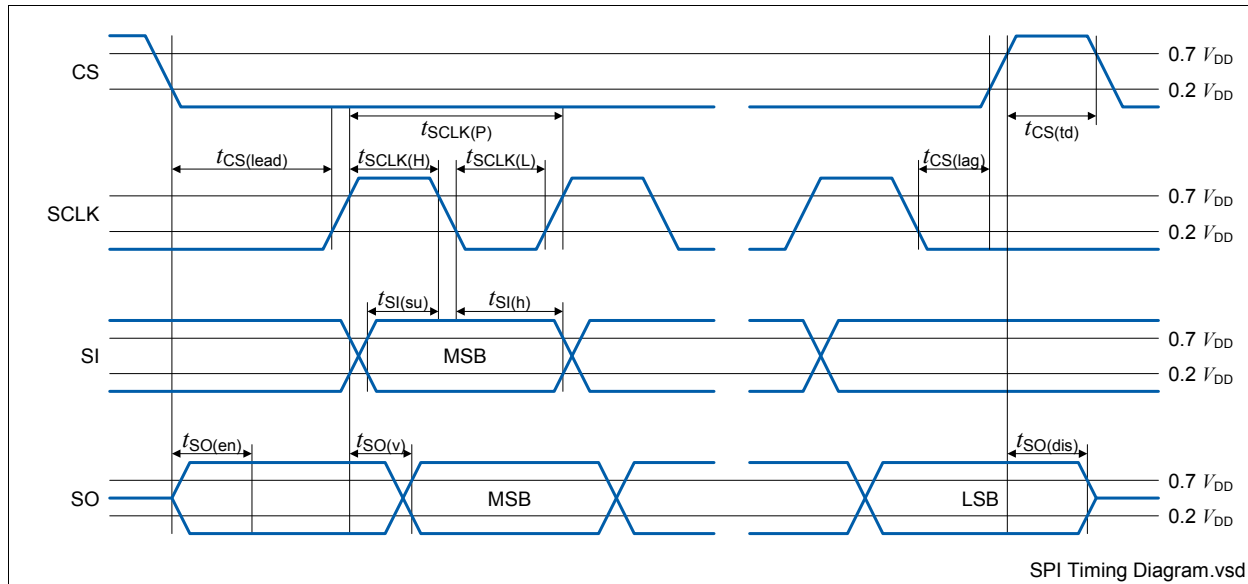 CS
0.7 VDD
0.2 VDD
tSCLK(P)
tCS(td)
tCS(lead)
tSCLK(H)
tSCLK(L)
tCS(lag)
SCLK
0.7 VDD
0.2 VDD
tSI(su)
tSI(h)
SI
MSB
0.7 VDD
0.2 VDD
tSO(en)
tSO(v)
tSO(dis)
SO
MSB
LSB
0.7 VDD
0.2 VDD
SPI Timing Diagram.vsd